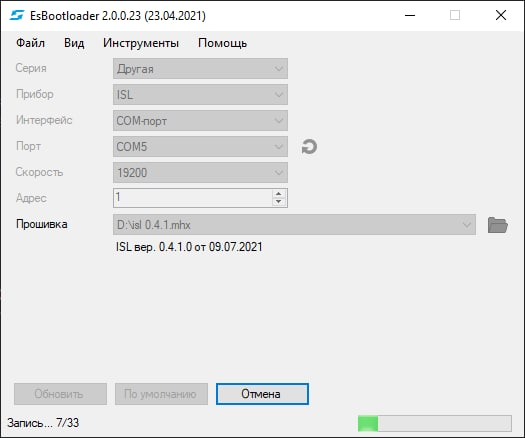 EsBootloader 2.0.0.23 (23.04.2021)
Файл Вид Инструменты Помощь
Серия Другая
Прибор ISL
Интерфейс COM-порт
Порт COM5
Скорость 19200
Адрес 1
Прошивка D:\isl 0.4.1.mhx
ISL вер. 0.4.1.0 от 09.07.2021
Обновить По умолчанию Отмена
Запись... 7/33